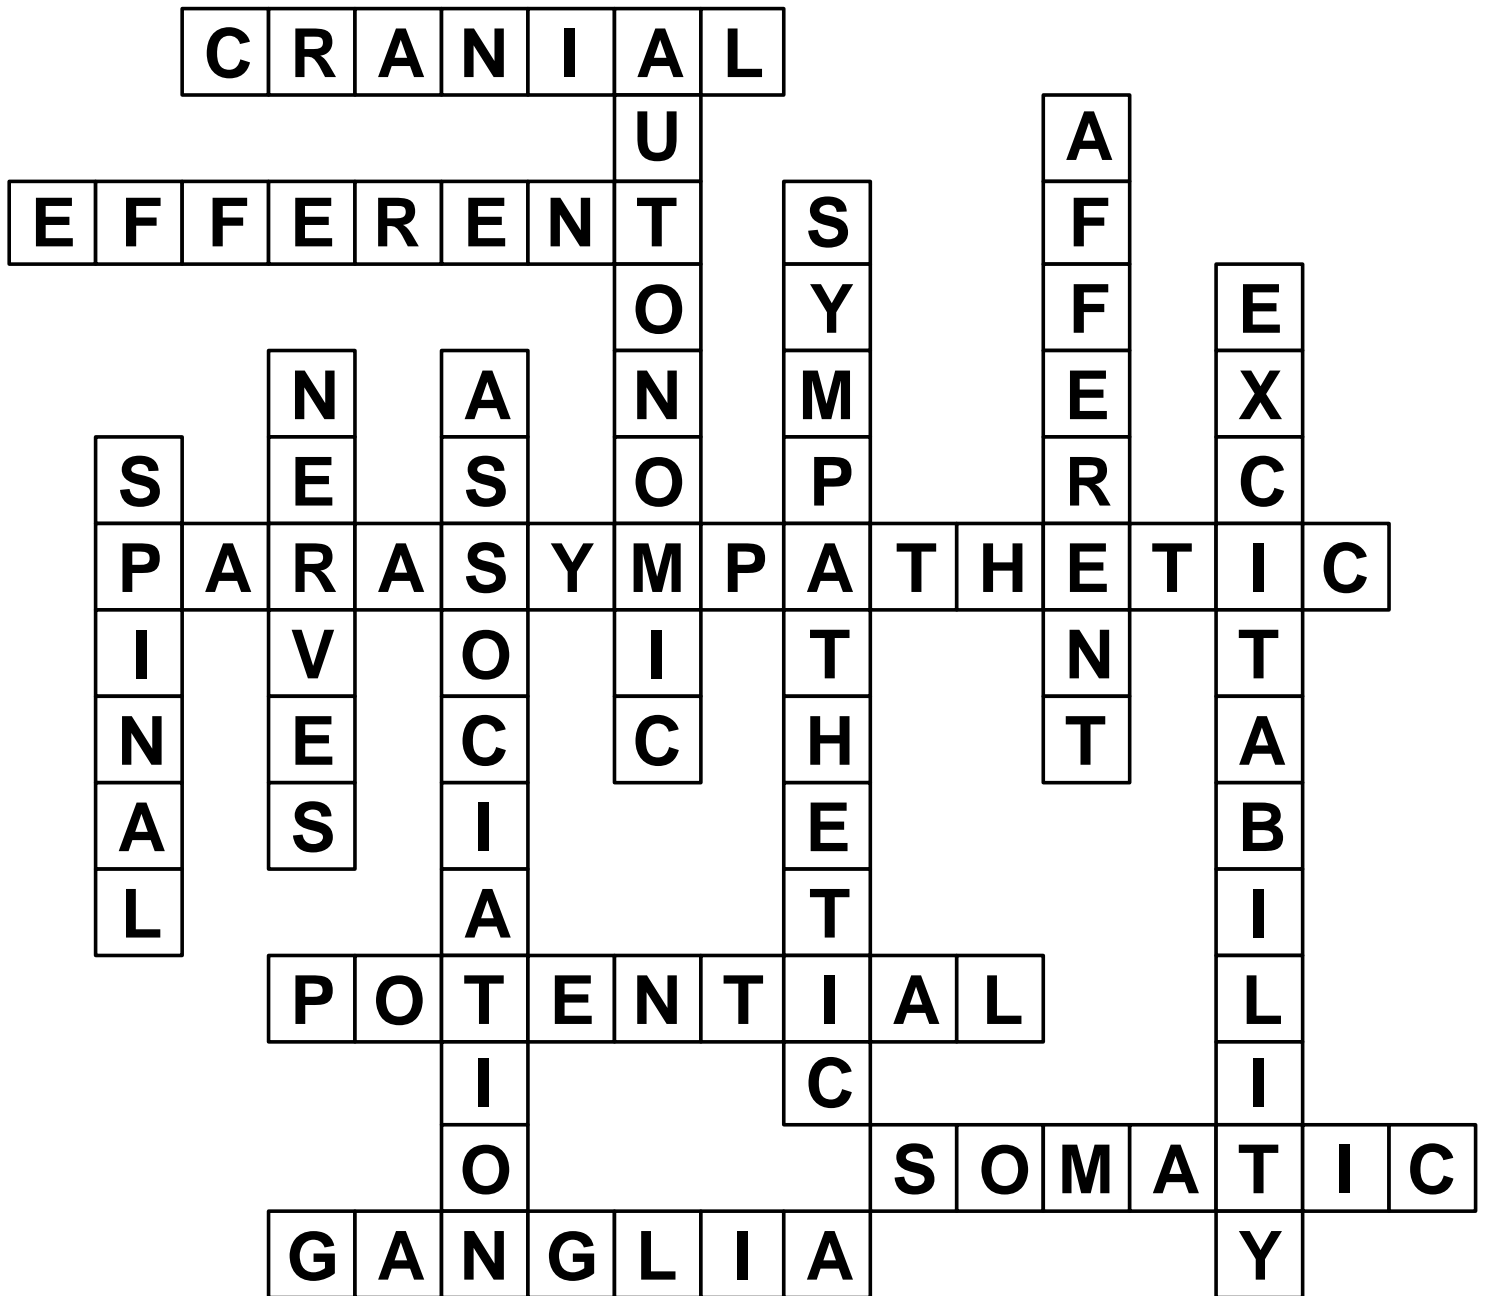 CRANIAL
AUTONOMIC
AFFERENT
EFFERENT
SYMPATHETIC
EXCITABILITY
NERVES
ASSOCIATION
SPINAL
PARASYMPATHETIC
POTENTIAL
SOMATIC
GANGLIA